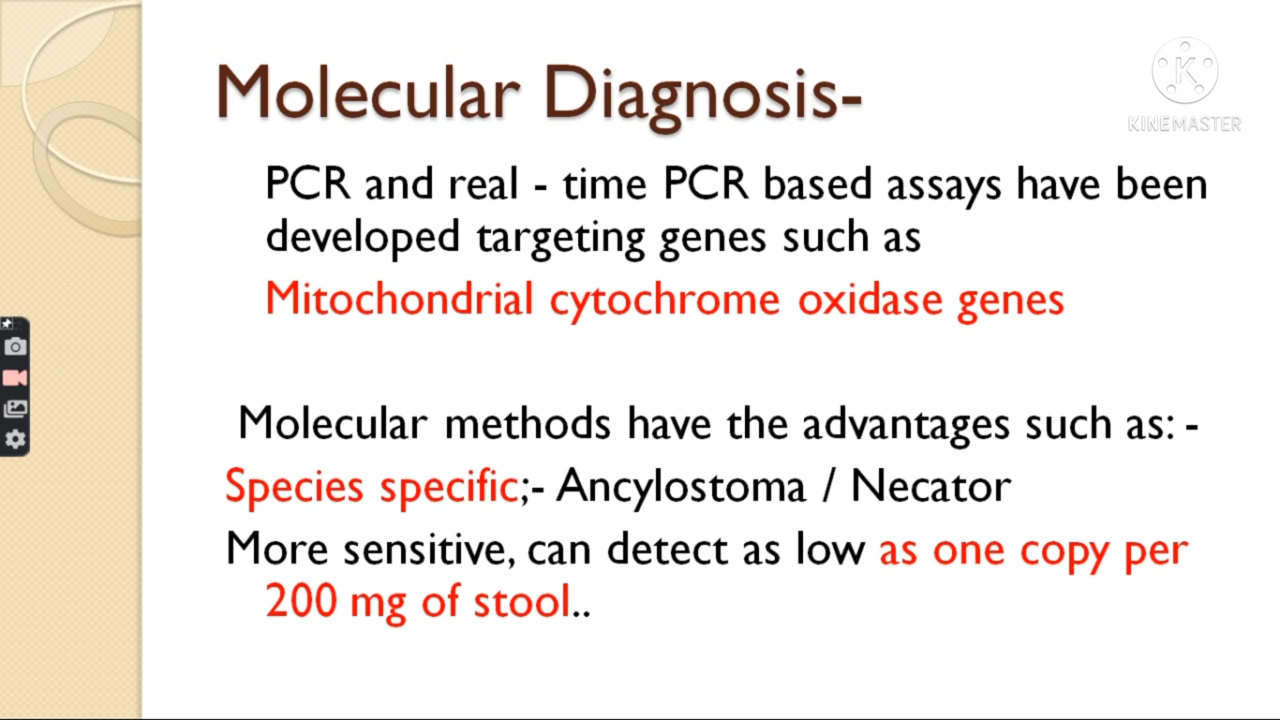 Molecular Diagnosis-
KINEMASTER
PCR and real - time PCR based assays have been
developed targeting genes such as
Mitochondrial cytochrome oxidase genes
Molecular methods have the advantages such as: -
Species specific;- Ancylostoma / Necator
More sensitive, can detect as low as one copy per
200 mg of stool..